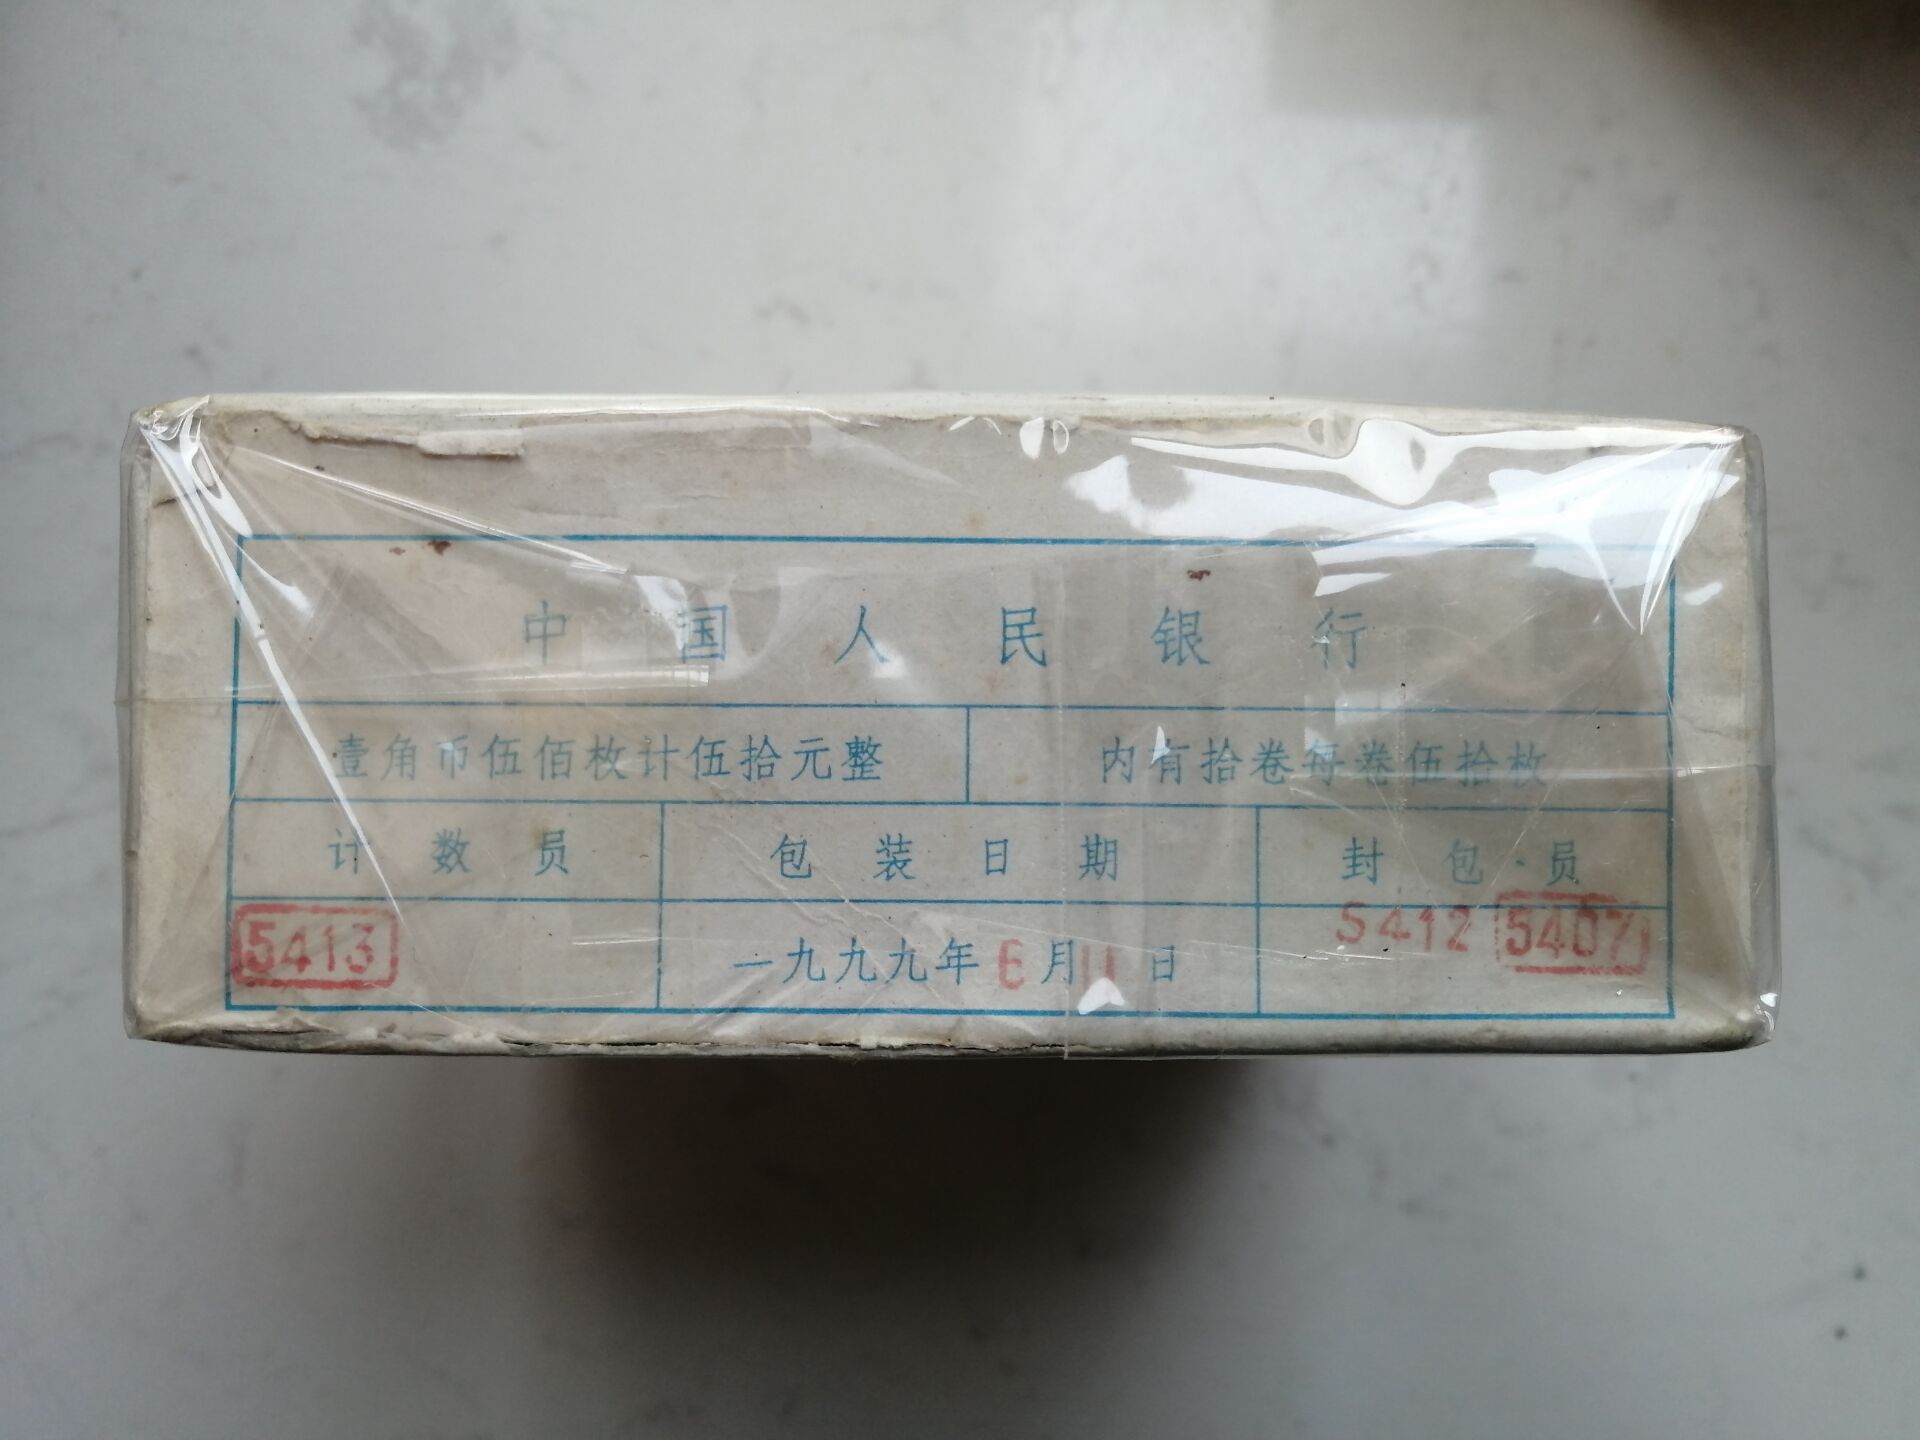 中国人民银行
壹角币伍佰枚计伍拾元整 内有拾卷每卷伍拾枚
计数员 包装日期 封包员
5413 一九九九年6月11日 5412 5407